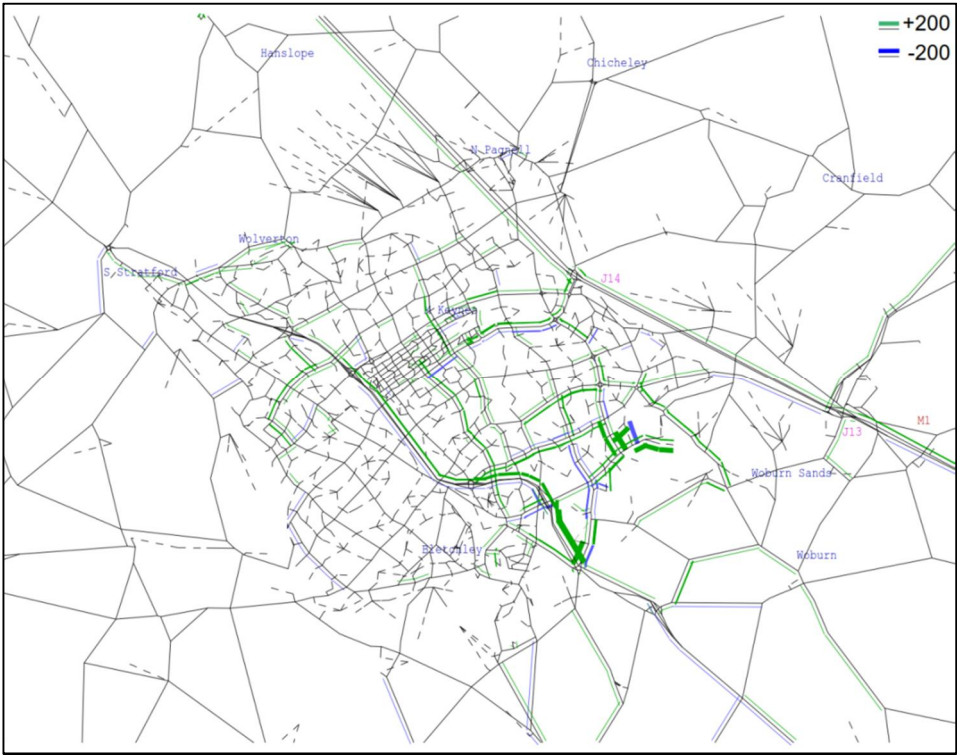 +200
-200
Hanslope
Chicheley
N Pagnell
Cranfield
Wolverton
S Stratford
J14
Keynes
M1
J13
Woburn Sands
Bletchley
Woburn